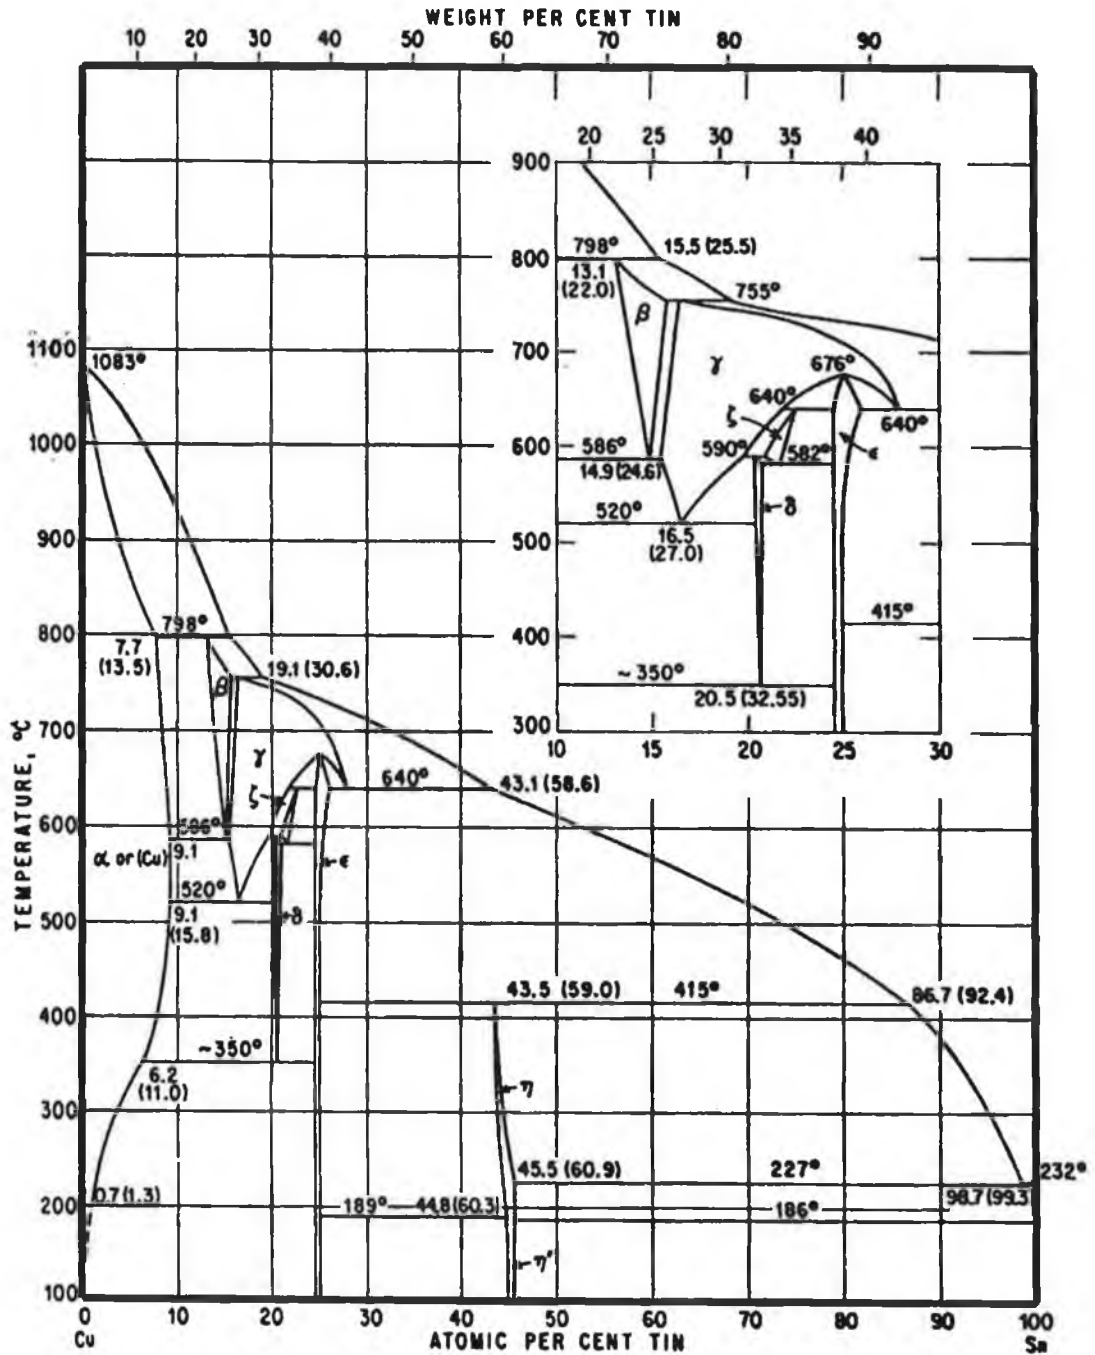 WEIGHT PER CENT TIN
10 20 30 40 50 60 70 80 90
20 25 30 35 40
900
800
700
600
500
400
300
10 15 20 25 30
798°
13.1
(22.0)
15.5 (25.5)
755°
β
γ
676°
640°
ζ
640°
586°
590°
582°
ϵ
14.9 (24.6)
520°
δ
16.5
(27.0)
415°
~350°
20.5 (32.55)
TEMPERATURE, °C
1100
1000
900
800
700
600
500
400
300
200
100
1083°
798°
7.7
(13.5)
19.1 (30.6)
β
γ
640°
43.1 (58.6)
ζ
586°
α or (Cu)
9.1
ϵ
520°
9.1
(15.8)
δ
43.5 (59.0)
415°
86.7 (92.4)
~350°
6.2
(11.0)
η
45.5 (60.9)
227°
232°
0.7 (1.3)
98.7 (99.3)
189°
44.8 (60.3)
186°
η'
0 10 20 30 40 50 60 70 80 90 100
Cu
ATOMIC PER CENT TIN
Sn